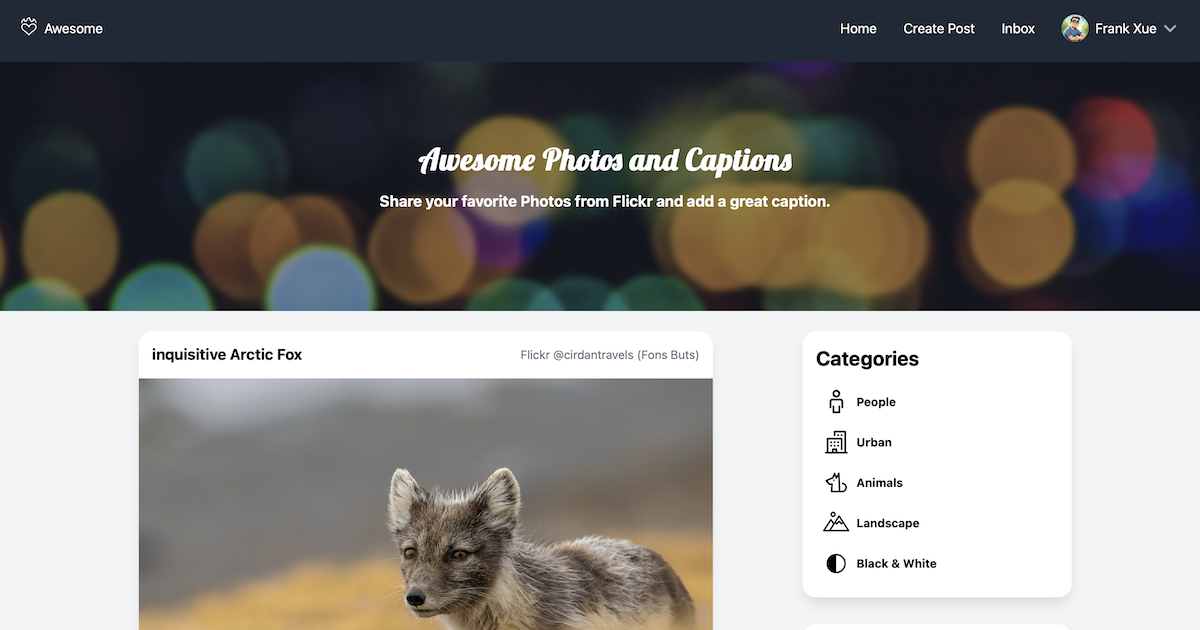 Awesome
Home
Create Post
Inbox
Frank Xue
Awesome Photos and Captions
Share your favorite Photos from Flickr and add a great caption.
inquisitive Arctic Fox
Flickr @cirdantravels (Fons Buts)
Categories
People
Urban
Animals
Landscape
Black & White